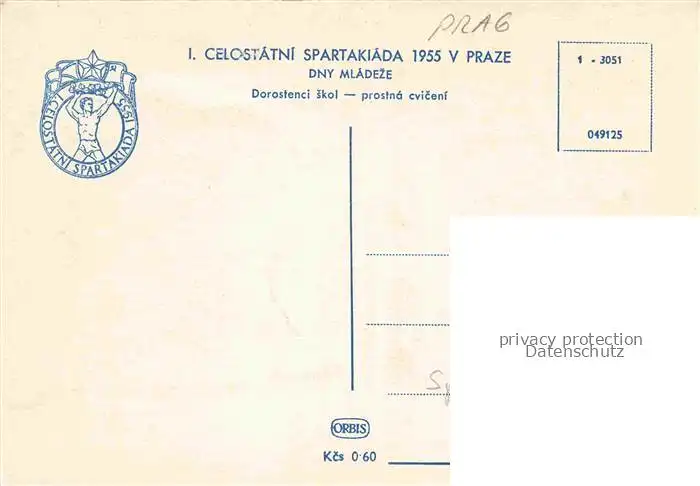 PRAG
I. CELOSTÁTNÍ SPARTAKIÁDA 1955 V PRAZE
DNY MLÁDEŽE
Dorostenci škol — prostná cvičení
I. CELOSTÁTNÍ SPARTAKIADA 1955
1 - 3051
049125
privacy protection
Datenschutz
ORBIS
Kčs 0·60